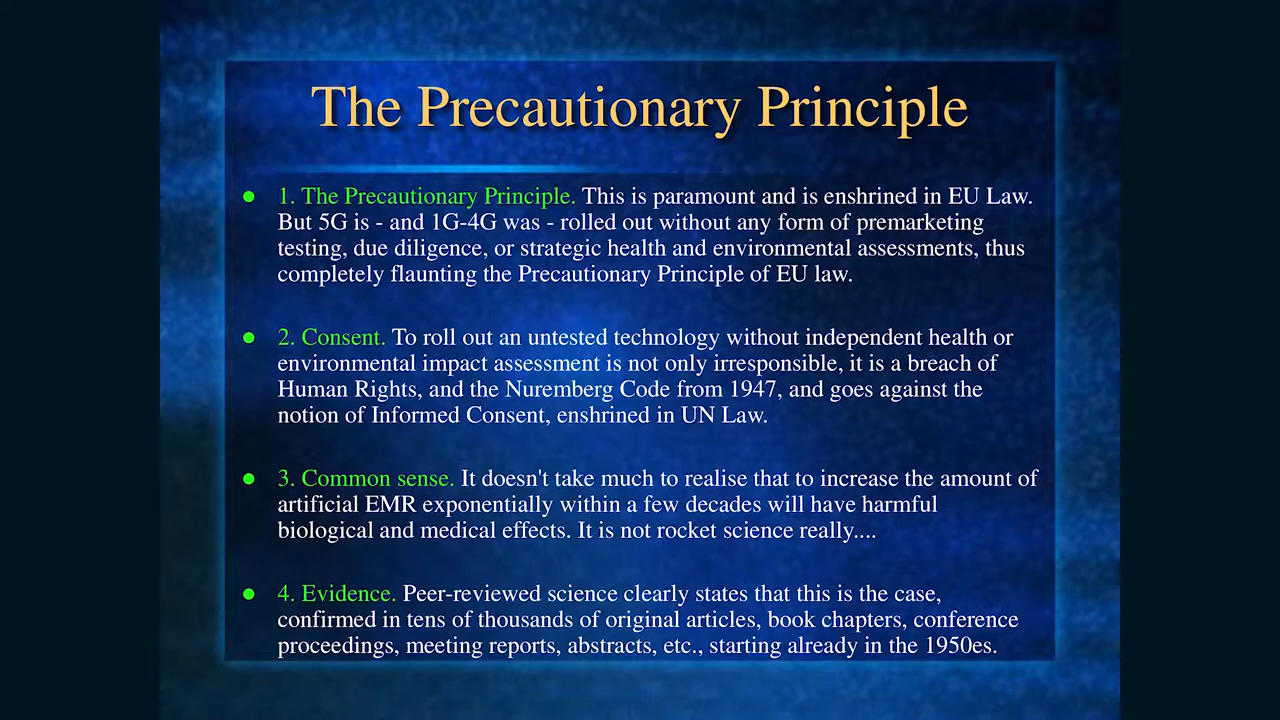 The Precautionary Principle
1. The Precautionary Principle. This is paramount and is enshrined in EU Law.
But 5G is - and 1G-4G was - rolled out without any form of premarketing
testing, due diligence, or strategic health and environmental assessments, thus
completely flaunting the Precautionary Principle of EU law.
2. Consent. To roll out an untested technology without independent health or
environmental impact assessment is not only irresponsible, it is a breach of
Human Rights, and the Nuremberg Code from 1947, and goes against the
notion of Informed Consent, enshrined in UN Law.
3. Common sense. It doesn't take much to realise that to increase the amount of
artificial EMR exponentially within a few decades will have harmful
biological and medical effects. It is not rocket science really....
4. Evidence. Peer-reviewed science clearly states that this is the case,
confirmed in tens of thousands of original articles, book chapters, conference
proceedings, meeting reports, abstracts, etc., starting already in the 1950es.